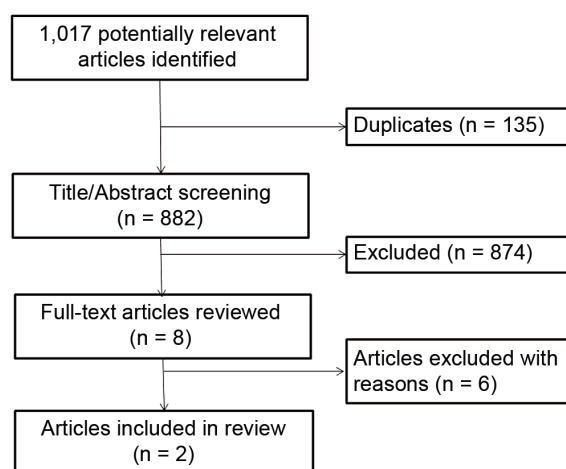 1,017 potentially relevant
articles identified
Duplicates (n = 135)
Title/Abstract screening
(n = 882)
Excluded (n = 874)
Full-text articles reviewed
(n = 8)
Articles excluded with
reasons (n = 6)
Articles included in review
(n = 2)